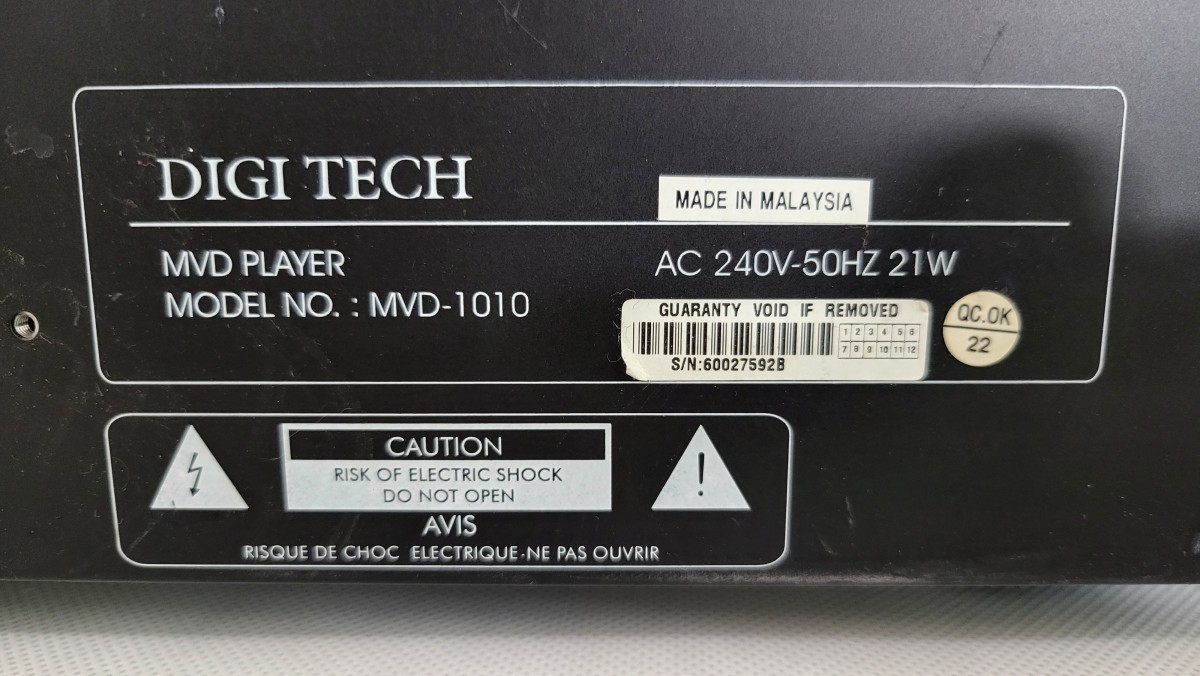 DIGI TECH
MADE IN MALAYSIA
MVD PLAYER
AC 240V-50HZ 21W
MODEL NO. : MVD-1010
GUARANTY VOID IF REMOVED
1 2 3 4 5 6
7 8 9 10 11 12
S/N:60027592B
QC.OK
22
CAUTION
RISK OF ELECTRIC SHOCK
DO NOT OPEN
!
AVIS
RISQUE DE CHOC ELECTRIQUE-NE PAS OUVRIR